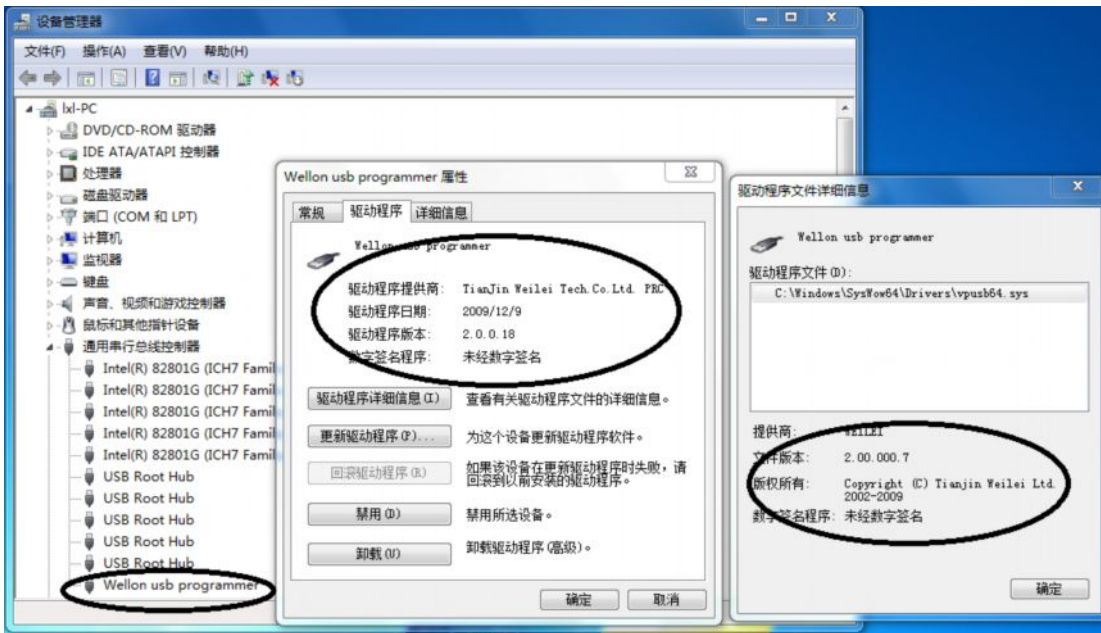 设备管理器
文件(F) 操作(A) 查看(V) 帮助(H)
lxl-PC
DVD/CD-ROM 驱动器
IDE ATA/ATAPI 控制器
处理器
磁盘驱动器
端口 (COM 和 LPT)
计算机
监视器
键盘
声音、视频和游戏控制器
鼠标和其他指针设备
通用串行总线控制器
Intel(R) 82801G (ICH7 Famil
Intel(R) 82801G (ICH7 Famil
Intel(R) 82801G (ICH7 Famil
Intel(R) 82801G (ICH7 Famil
Intel(R) 82801G (ICH7 Famil
USB Root Hub
USB Root Hub
USB Root Hub
USB Root Hub
USB Root Hub
Wellon usb programmer
Wellon usb programmer 属性
常规 驱动程序 详细信息
Wellon usb programmer
驱动程序提供商: TianJin Weilei Tech.Co.Ltd. PRC
驱动程序日期: 2009/12/9
驱动程序版本: 2.0.0.18
数字签名程序: 未经数字签名
驱动程序详细信息(I) 查看有关驱动程序文件的详细信息。
更新驱动程序(P)... 为这个设备更新驱动程序软件。
回滚驱动程序(R) 如果该设备在更新驱动程序时失败，请
回滚到以前安装的驱动程序。
禁用(D) 禁用所选设备。
卸载(U) 卸载驱动程序(高级)。
确定 取消
驱动程序文件详细信息
Wellon usb programmer
驱动程序文件(D):
C:\Windows\SysWow64\Drivers\vpusb64.sys
提供商: WEILEI
文件版本: 2.00.000.7
版权所有: Copyright (C) Tianjin Weilei Ltd.
2002-2009
数字签名程序: 未经数字签名
确定